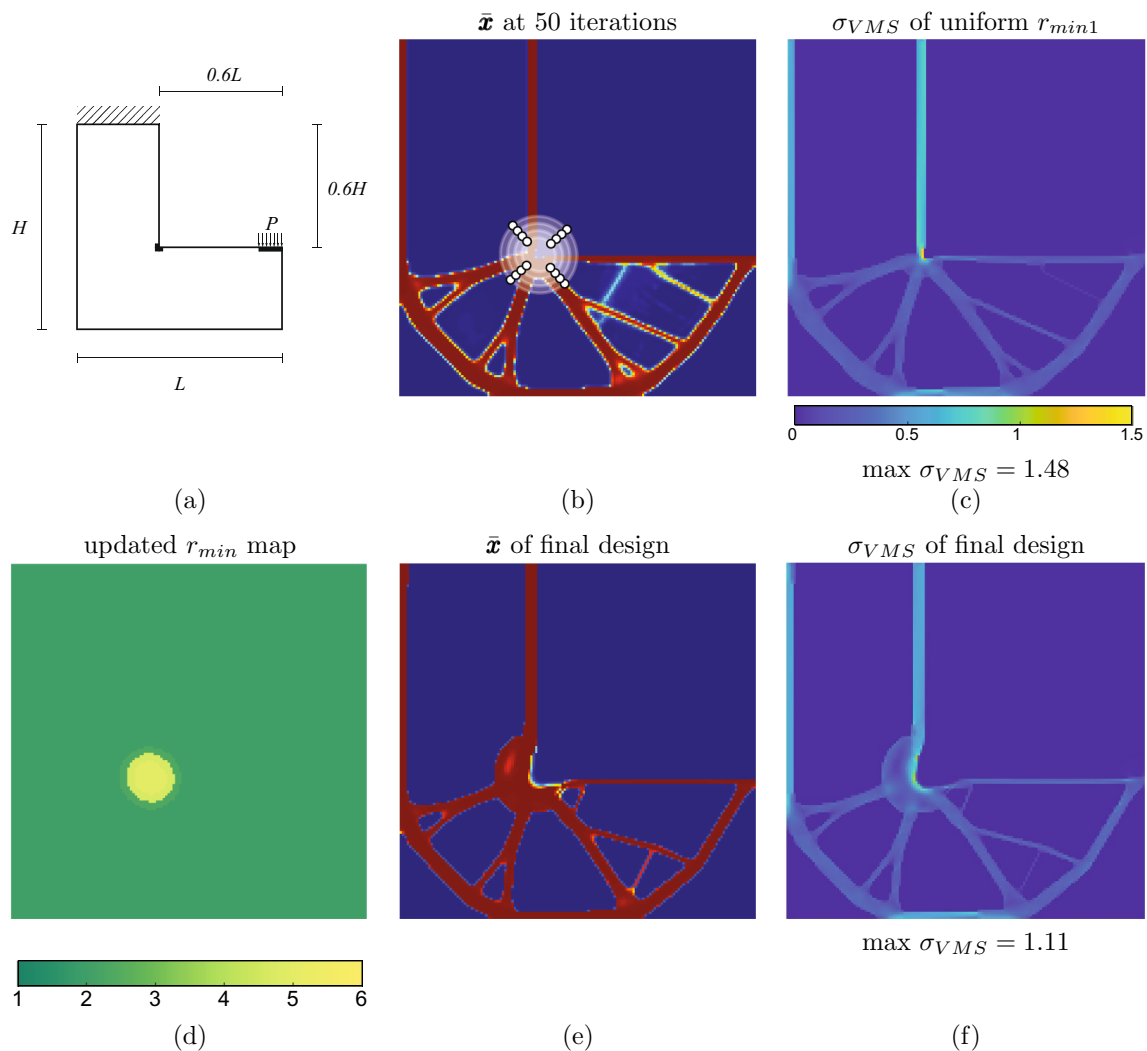 x̄ at 50 iterations
σ_VMS of uniform r_min1
0.6L
H
0.6H
P
L
0 0.5 1 1.5
max σ_VMS = 1.48
(a)
(b)
(c)
updated r_min map
x̄ of final design
σ_VMS of final design
max σ_VMS = 1.11
1 2 3 4 5 6
(d)
(e)
(f)